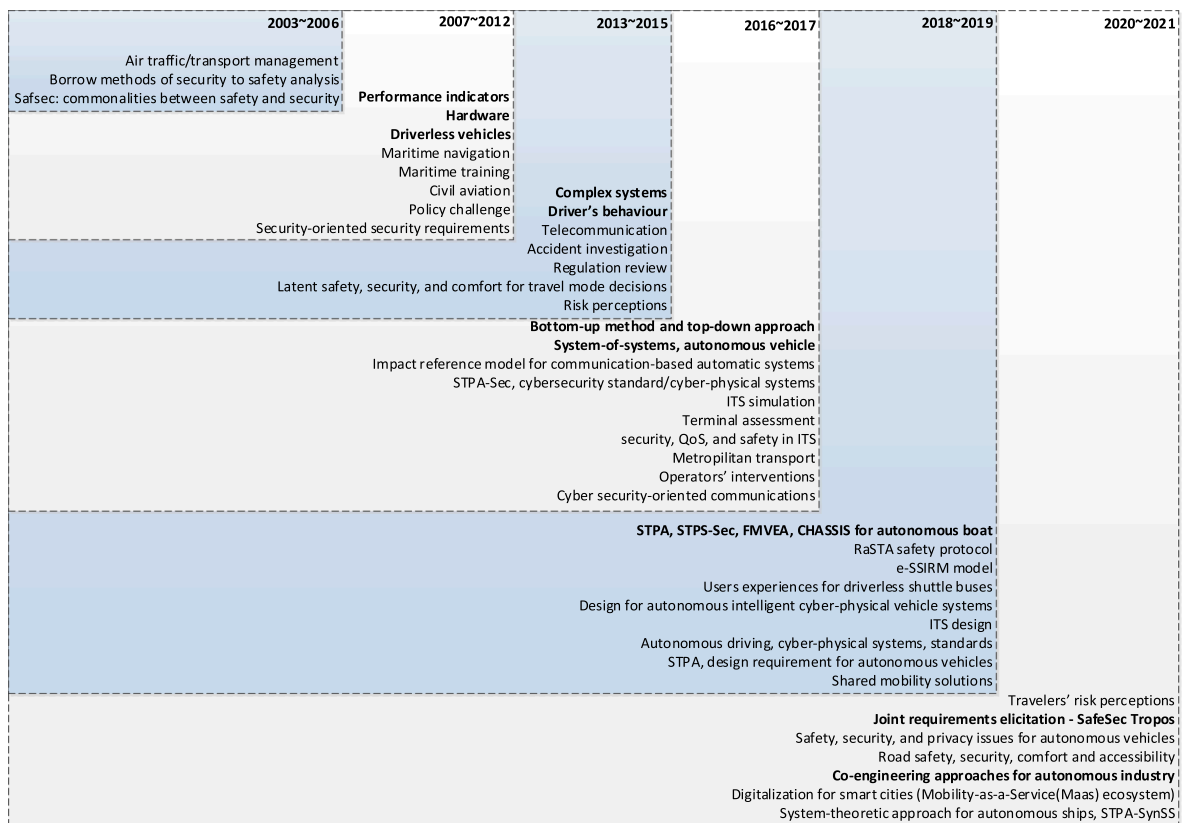 2003~2006
2007~2012
2013~2015
2016~2017
2018~2019
2020~2021
Air traffic/transport management
Borrow methods of security to safety analysis
Safsec: commonalities between safety and security
Performance indicators
Hardware
Driverless vehicles
Maritime navigation
Maritime training
Civil aviation
Policy challenge
Security-oriented security requirements
Complex systems
Driver's behaviour
Telecommunication
Accident investigation
Regulation review
Latent safety, security, and comfort for travel mode decisions
Risk perceptions
Bottom-up method and top-down approach
System-of-systems, autonomous vehicle
Impact reference model for communication-based automatic systems
STPA-Sec, cybersecurity standard/cyber-physical systems
ITS simulation
Terminal assessment
security, QoS, and safety in ITS
Metropilitan transport
Operators' interventions
Cyber security-oriented communications
STPA, STPS-Sec, FMVEA, CHASSIS for autonomous boat
RaSTA safety protocol
e-SSIRM model
Users experiences for driverless shuttle buses
Design for autonomous intelligent cyber-physical vehicle systems
ITS design
Autonomous driving, cyber-physical systems, standards
STPA, design requirement for autonomous vehicles
Shared mobility solutions
Travelers' risk perceptions
Joint requirements elicitation - SafeSec Tropos
Safety, security, and privacy issues for autonomous vehicles
Road safety, security, comfort and accessibility
Co-engineering approaches for autonomous industry
Digitalization for smart cities (Mobility-as-a-Service(Maas) ecosystem)
System-theoretic approach for autonomous ships, STPA-SynSS